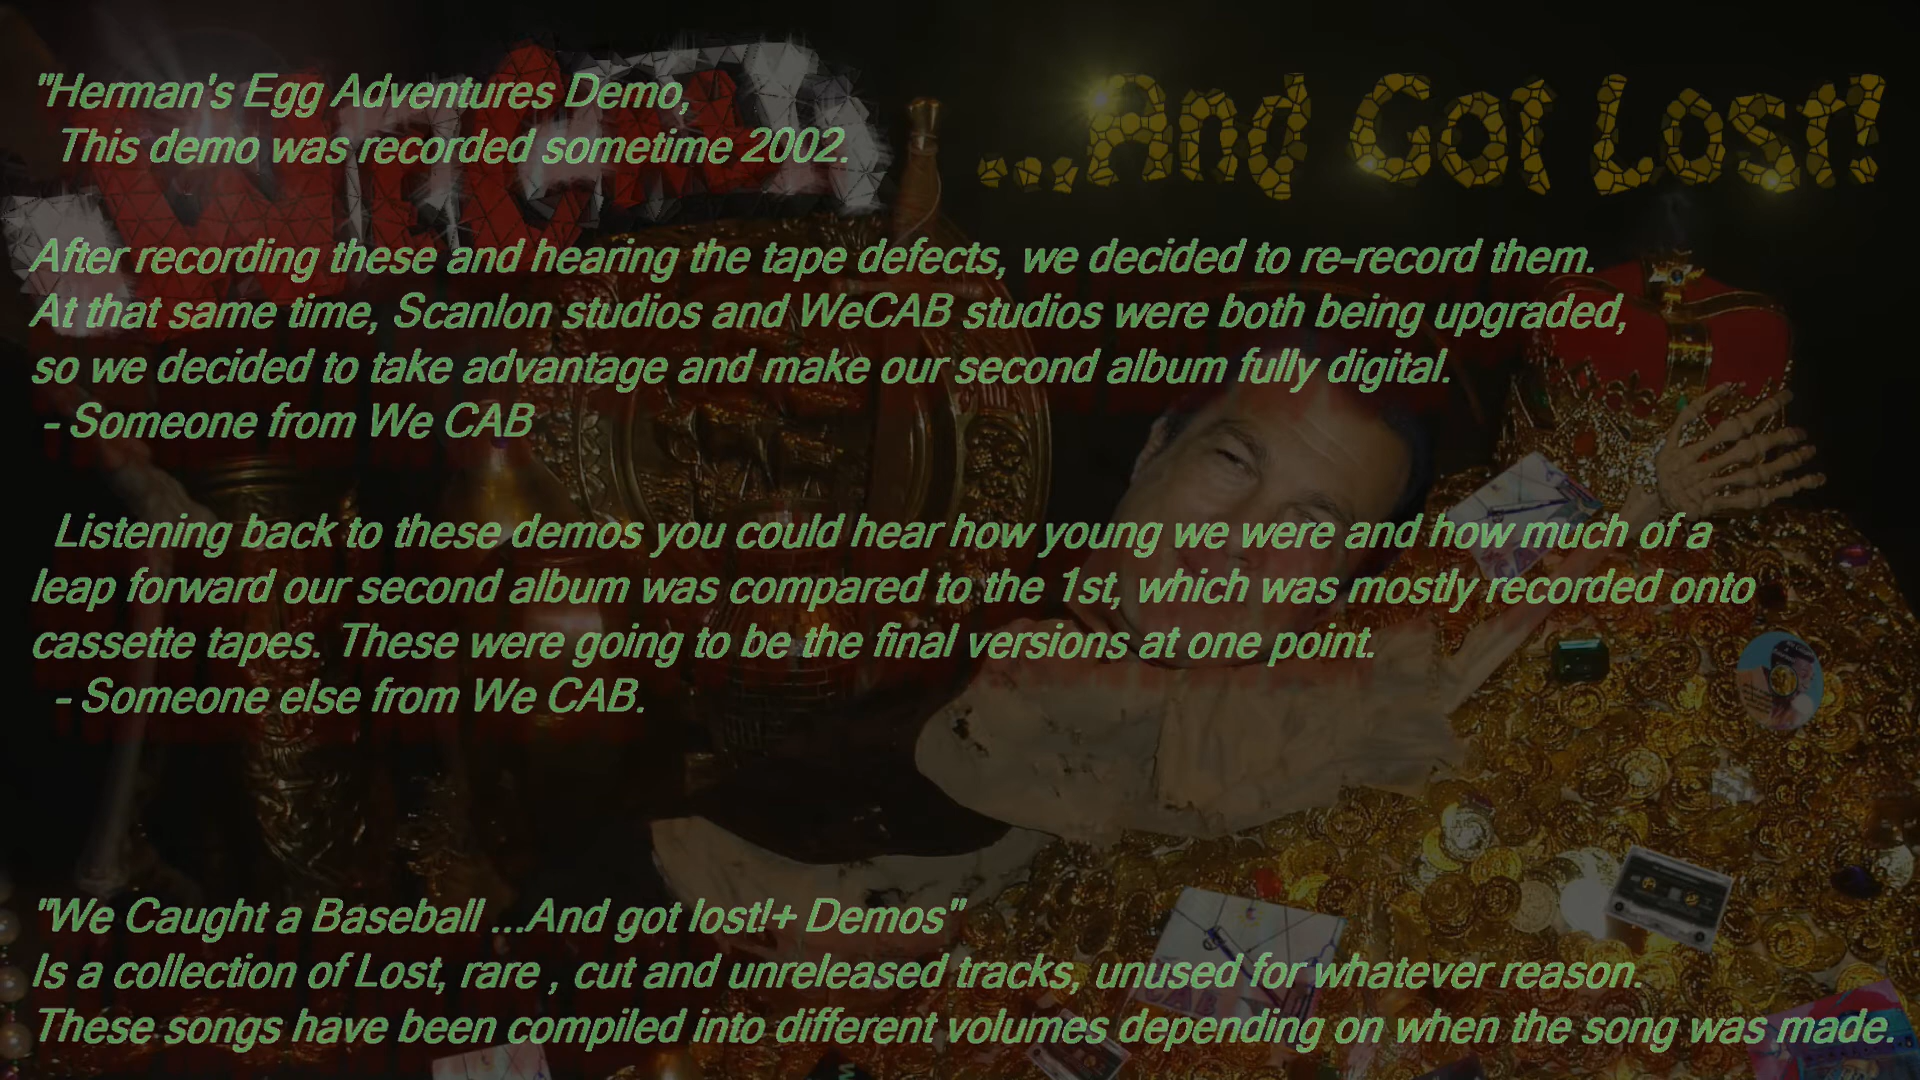 WECAB
...And Got Lost!
"Herman's Egg Adventures Demo,
This demo was recorded sometime 2002.
After recording these and hearing the tape defects, we decided to re-record them.
At that same time, Scanlon studios and WeCAB studios were both being upgraded,
so we decided to take advantage and make our second album fully digital.
- Someone from We CAB
Listening back to these demos you could hear how young we were and how much of a
leap forward our second album was compared to the 1st, which was mostly recorded onto
cassette tapes. These were going to be the final versions at one point.
- Someone else from We CAB.
"We Caught a Baseball ...And got lost!+ Demos"
Is a collection of Lost, rare , cut and unreleased tracks, unused for whatever reason.
These songs have been compiled into different volumes depending on when the song was made.